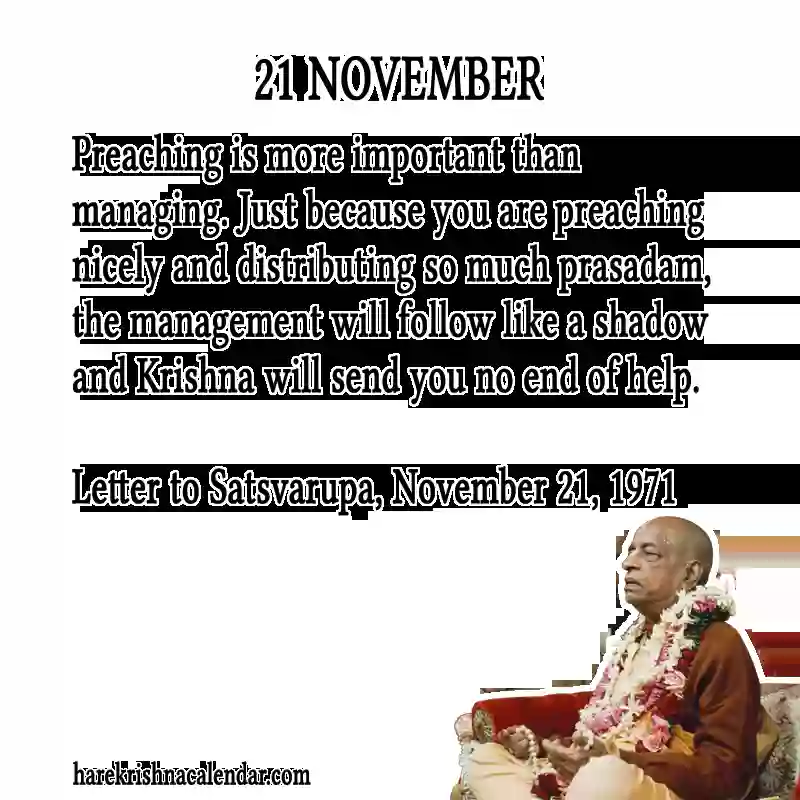 21 NOVEMBER
Preaching is more important than
managing. Just because you are preaching
nicely and distributing so much prasadam,
the management will follow like a shadow
and Krishna will send you no end of help.
Letter to Satsvarupa, November 21, 1971
harekrishnacalendar.com